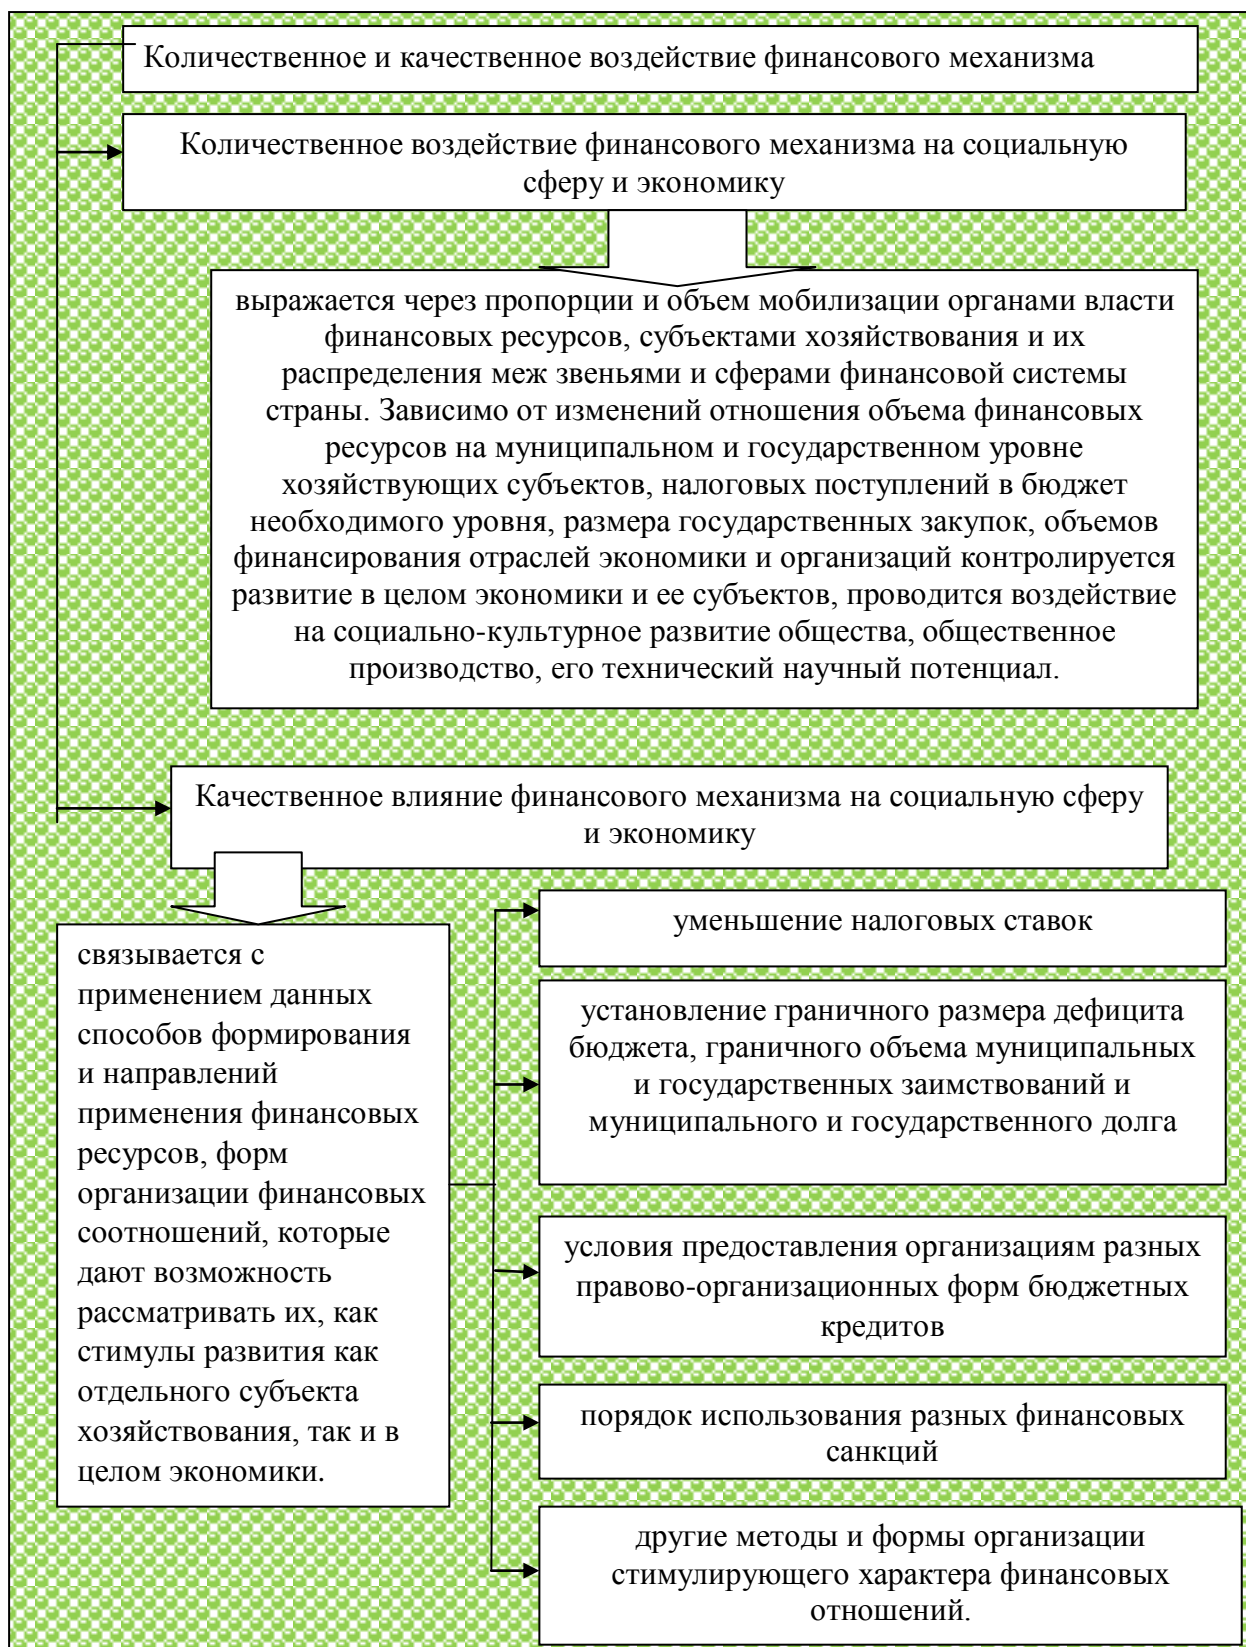 Количественное и качественное воздействие финансового механизма
Количественное воздействие финансового механизма на социальную
сферу и экономику
выражается через пропорции и объем мобилизации органами власти
финансовых ресурсов, субъектами хозяйствования и их
распределения меж звеньями и сферами финансовой системы
страны. Зависимо от изменений отношения объема финансовых
ресурсов на муниципальном и государственном уровне
хозяйствующих субъектов, налоговых поступлений в бюджет
необходимого уровня, размера государственных закупок, объемов
финансирования отраслей экономики и организаций контролируется
развитие в целом экономики и ее субъектов, проводится воздействие
на социально-культурное развитие общества, общественное
производство, его технический научный потенциал.
Качественное влияние финансового механизма на социальную сферу
и экономику
связывается с
применением данных
способов формирования
и направлений
применения финансовых
ресурсов, форм
организации финансовых
соотношений, которые
дают возможность
рассматривать их, как
стимулы развития как
отдельного субъекта
хозяйствования, так и в
целом экономики.
уменьшение налоговых ставок
установление граничного размера дефицита
бюджета, граничного объема муниципальных
и государственных заимствований и
муниципального и государственного долга
условия предоставления организациям разных
правово-организационных форм бюджетных
кредитов
порядок использования разных финансовых
санкций
другие методы и формы организации
стимулирующего характера финансовых
отношений.